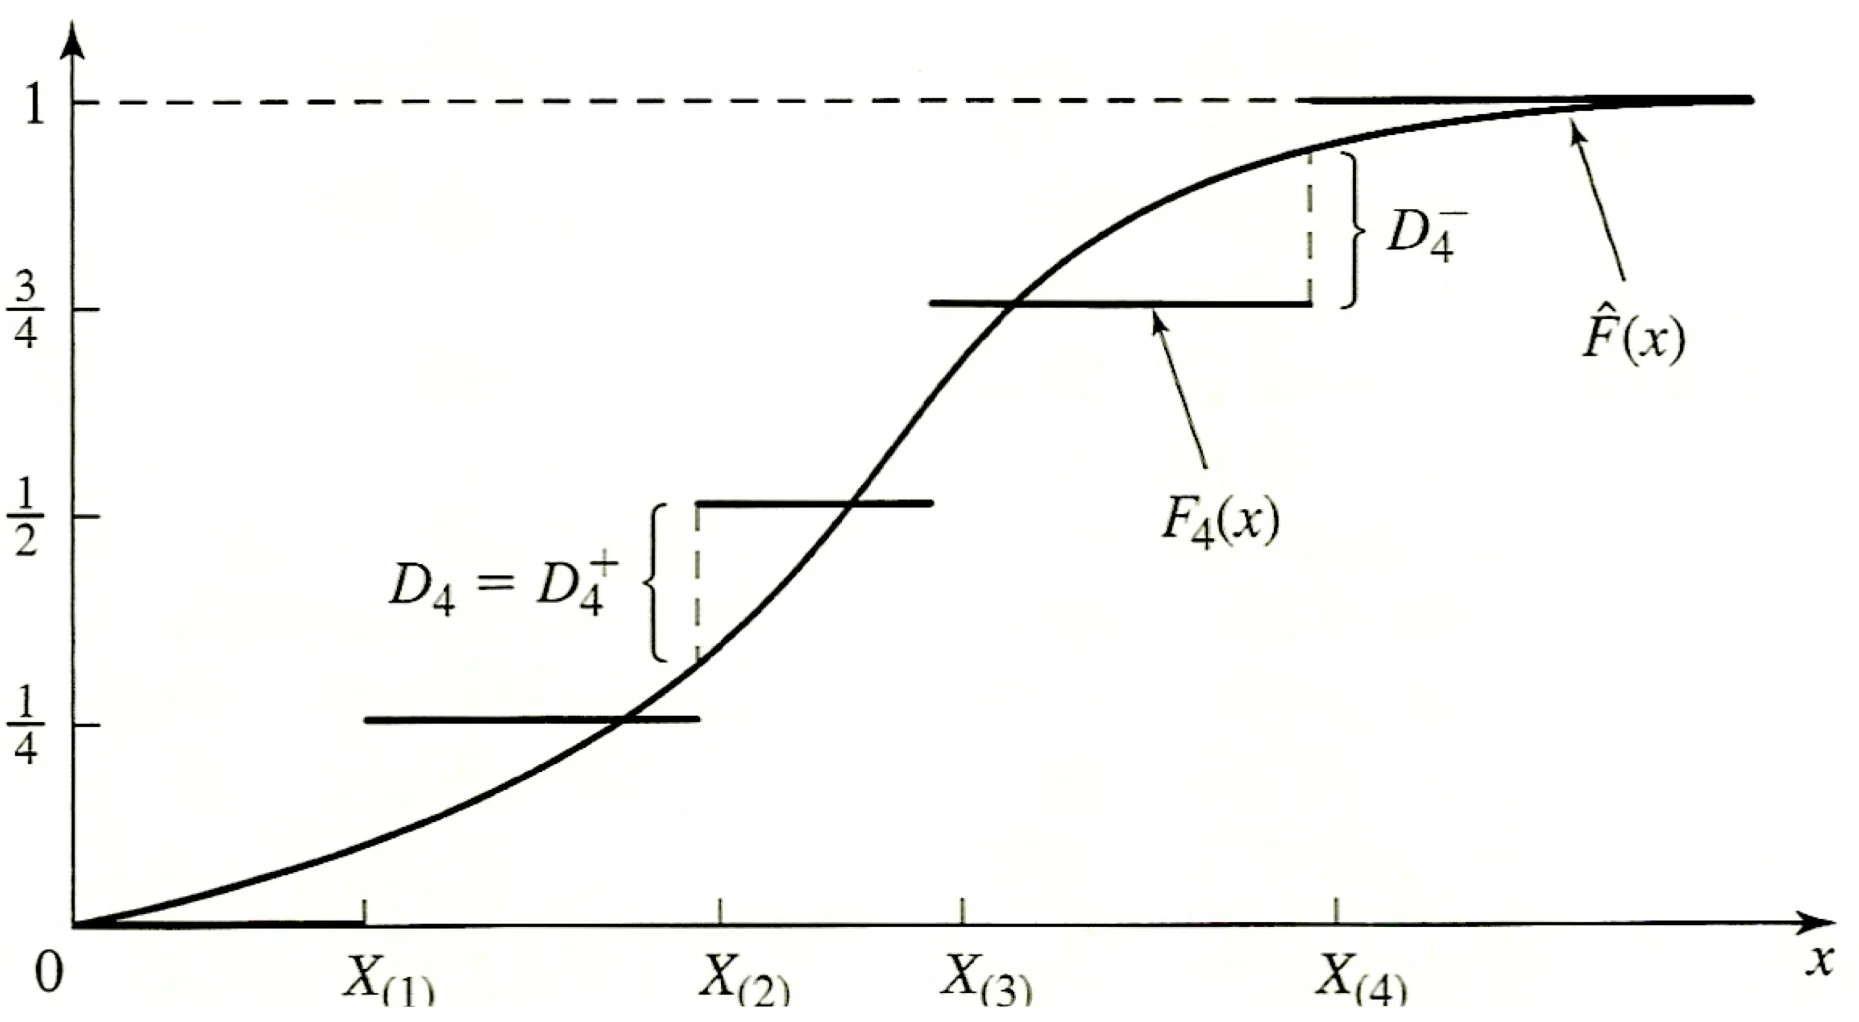 1
D₄⁻
3/4
F̂(x)
1/2
F₄(x)
D₄ = D₄⁺
1/4
0
X₍₁₎
X₍₂₎
X₍₃₎
X₍₄₎
x